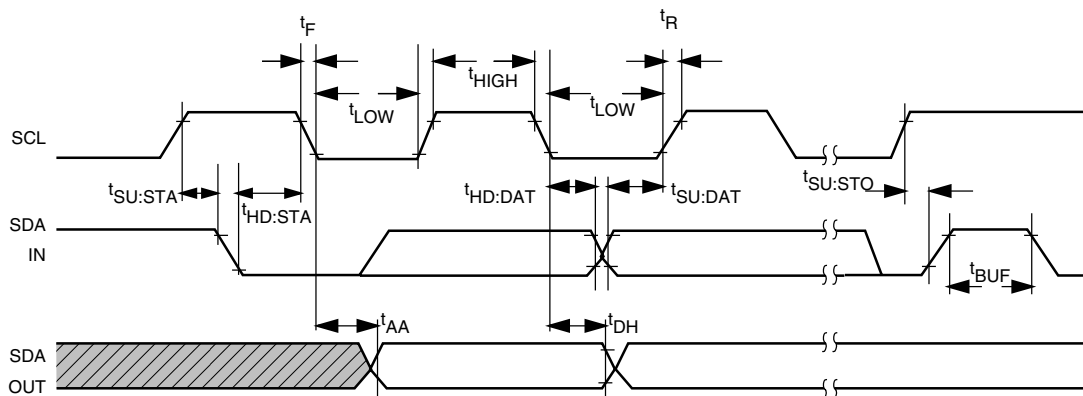 tF
tR
tHIGH
tLOW
tLOW
SCL
tSU:STA
tHD:STA
tHD:DAT
tSU:DAT
tSU:STO
SDA
IN
tBUF
tAA
tDH
SDA
OUT